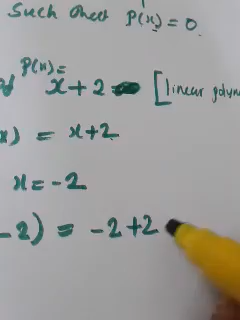 Such that P(x) = 0.
P(x) =
x + 2 [linear polyn
x) = x + 2
x = -2
- 2) = -2 + 2